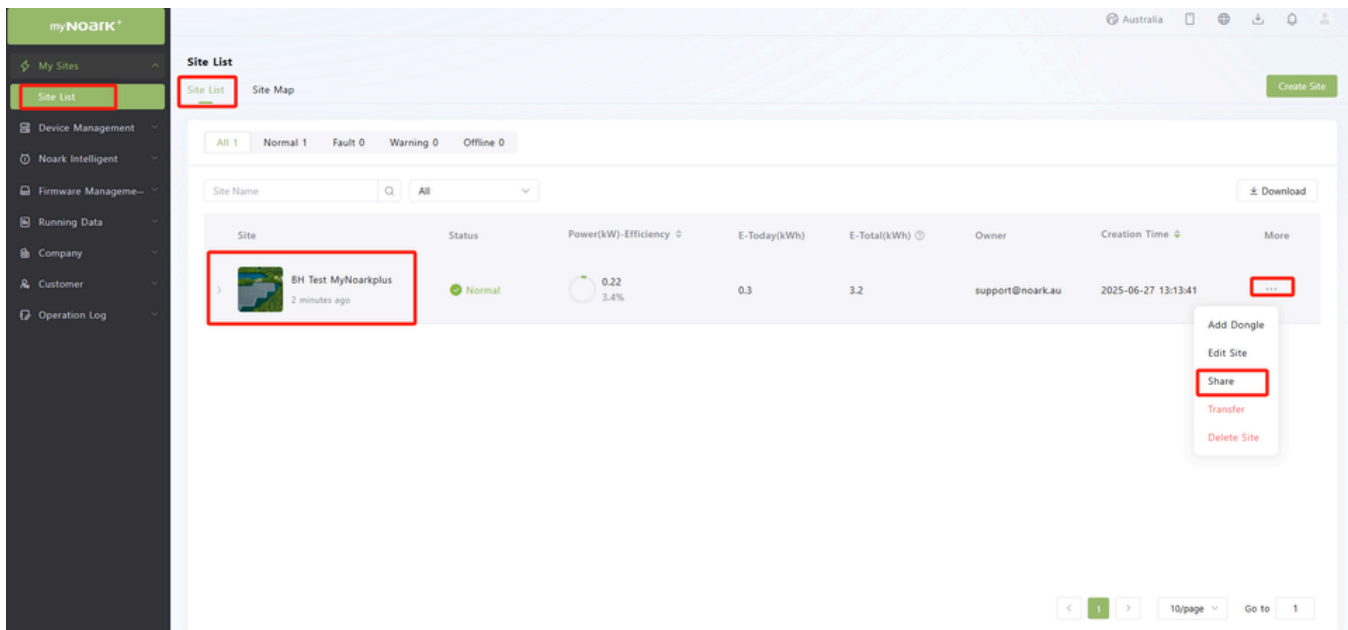 myNOARK+
Australia
My Sites
Site List
Device Management
Noark Intelligent
Firmware Manageme...
Running Data
Company
Customer
Operation Log
Site List
Site List Site Map
Create Site
All 1 Normal 1 Fault 0 Warning 0 Offline 0
Site Name All Download
Site Status Power(kW)-Efficiency E-Today(kWh) E-Total(kWh) Owner Creation Time More
BH Test MyNoarkplus
2 minutes ago
Normal
0.22
3.4%
0.3 3.2 support@noark.au 2025-06-27 13:13:41 ...
Add Dongle
Edit Site
Share
Transfer
Delete Site
< 1 > 10/page Go to 1